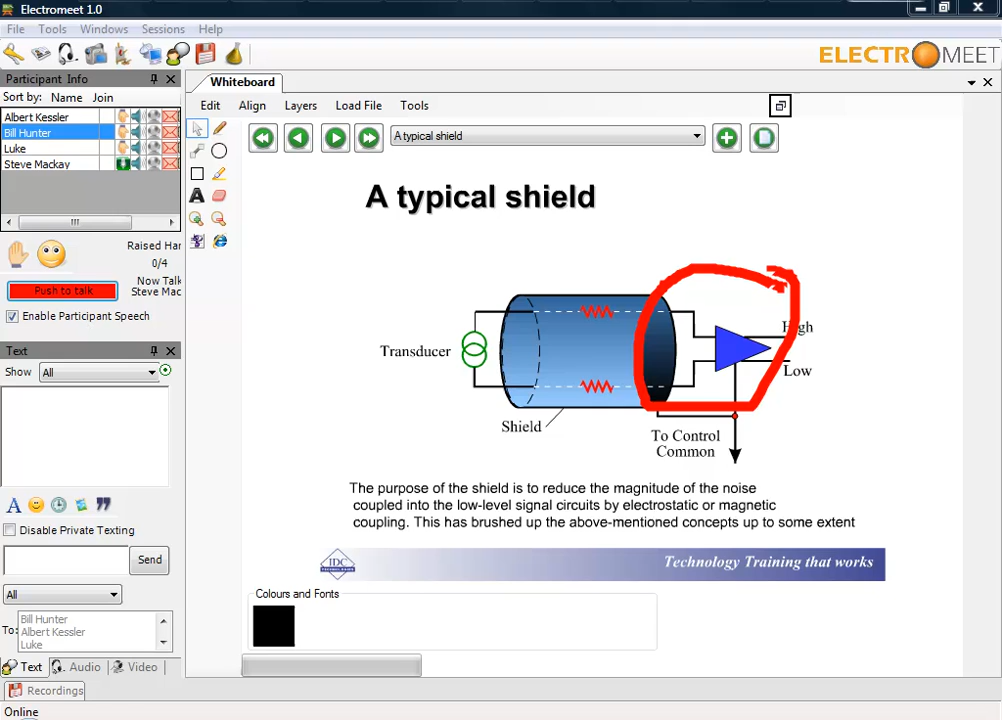 Electromeet 1.0
File Tools Windows Sessions Help
ELECTROMEET
Participant Info
Sort by: Name Join
Albert Kessler
Bill Hunter
Luke
Steve Mackay
Raised Har
0/4
Now Talk
Steve Mac
Push to talk
Enable Participant Speech
Text
Show All
Disable Private Texting
Send
All
To:
Bill Hunter
Albert Kessler
Luke
Text Audio Video
Recordings
Online
Whiteboard
Edit Align Layers Load File Tools
A typical shield
A typical shield
Transducer
High
Low
Shield
To Control
Common
The purpose of the shield is to reduce the magnitude of the noise
coupled into the low-level signal circuits by electrostatic or magnetic
coupling. This has brushed up the above-mentioned concepts up to some extent
IDC
Technology Training that works
Colours and Fonts